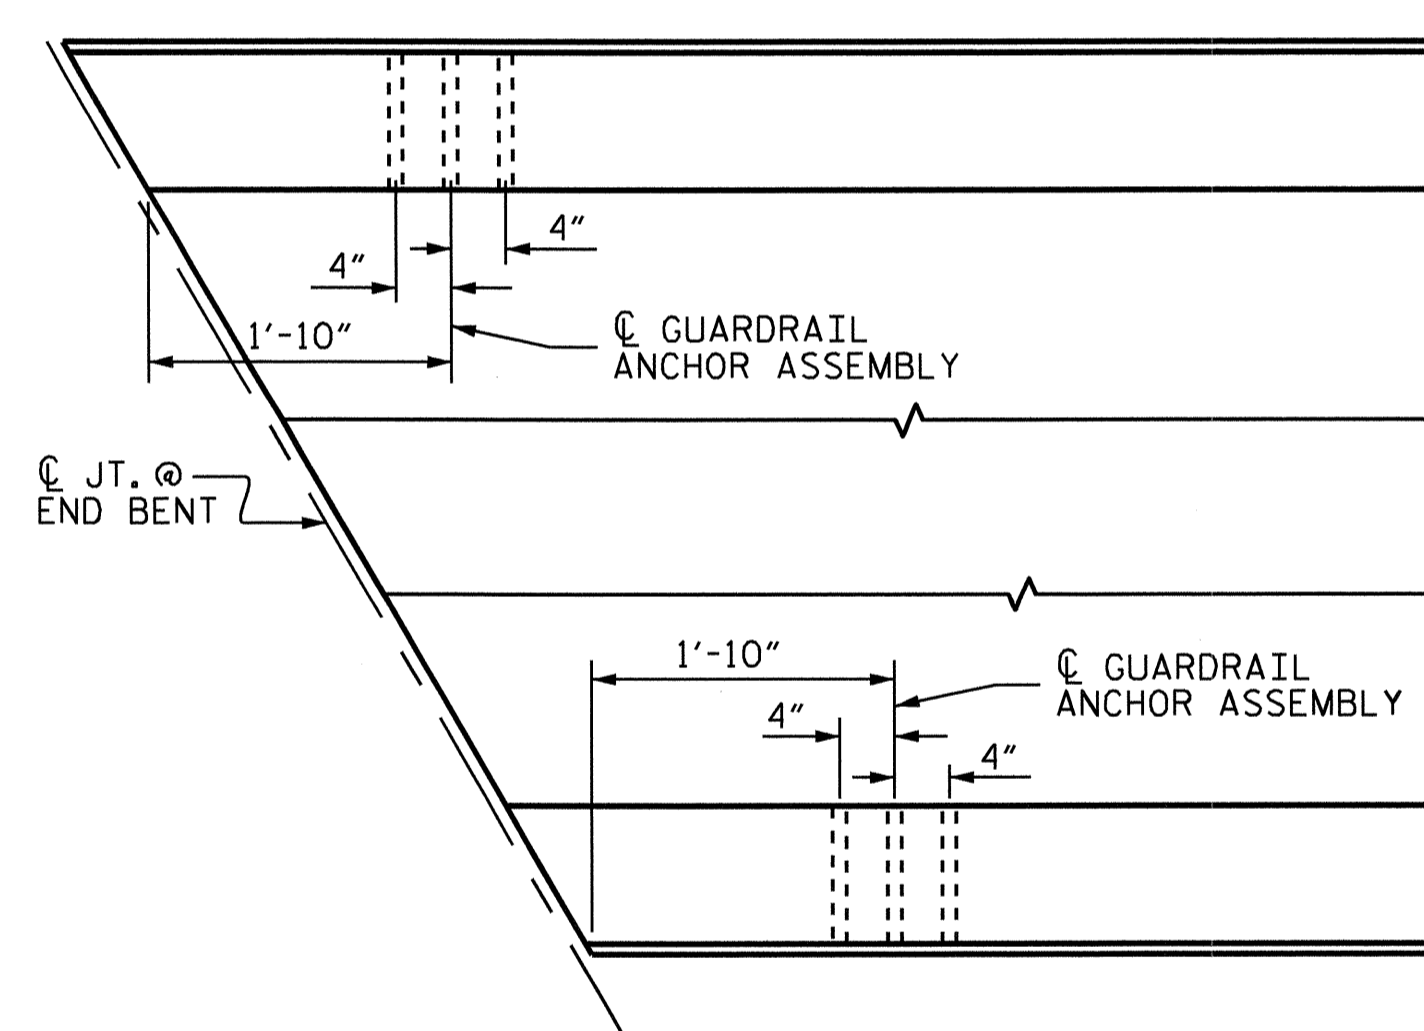 4″
4″
1′-10″
℄ GUARDRAIL
ANCHOR ASSEMBLY
℄ JT. @
END BENT
1′-10″
℄ GUARDRAIL
ANCHOR ASSEMBLY
4″
4″